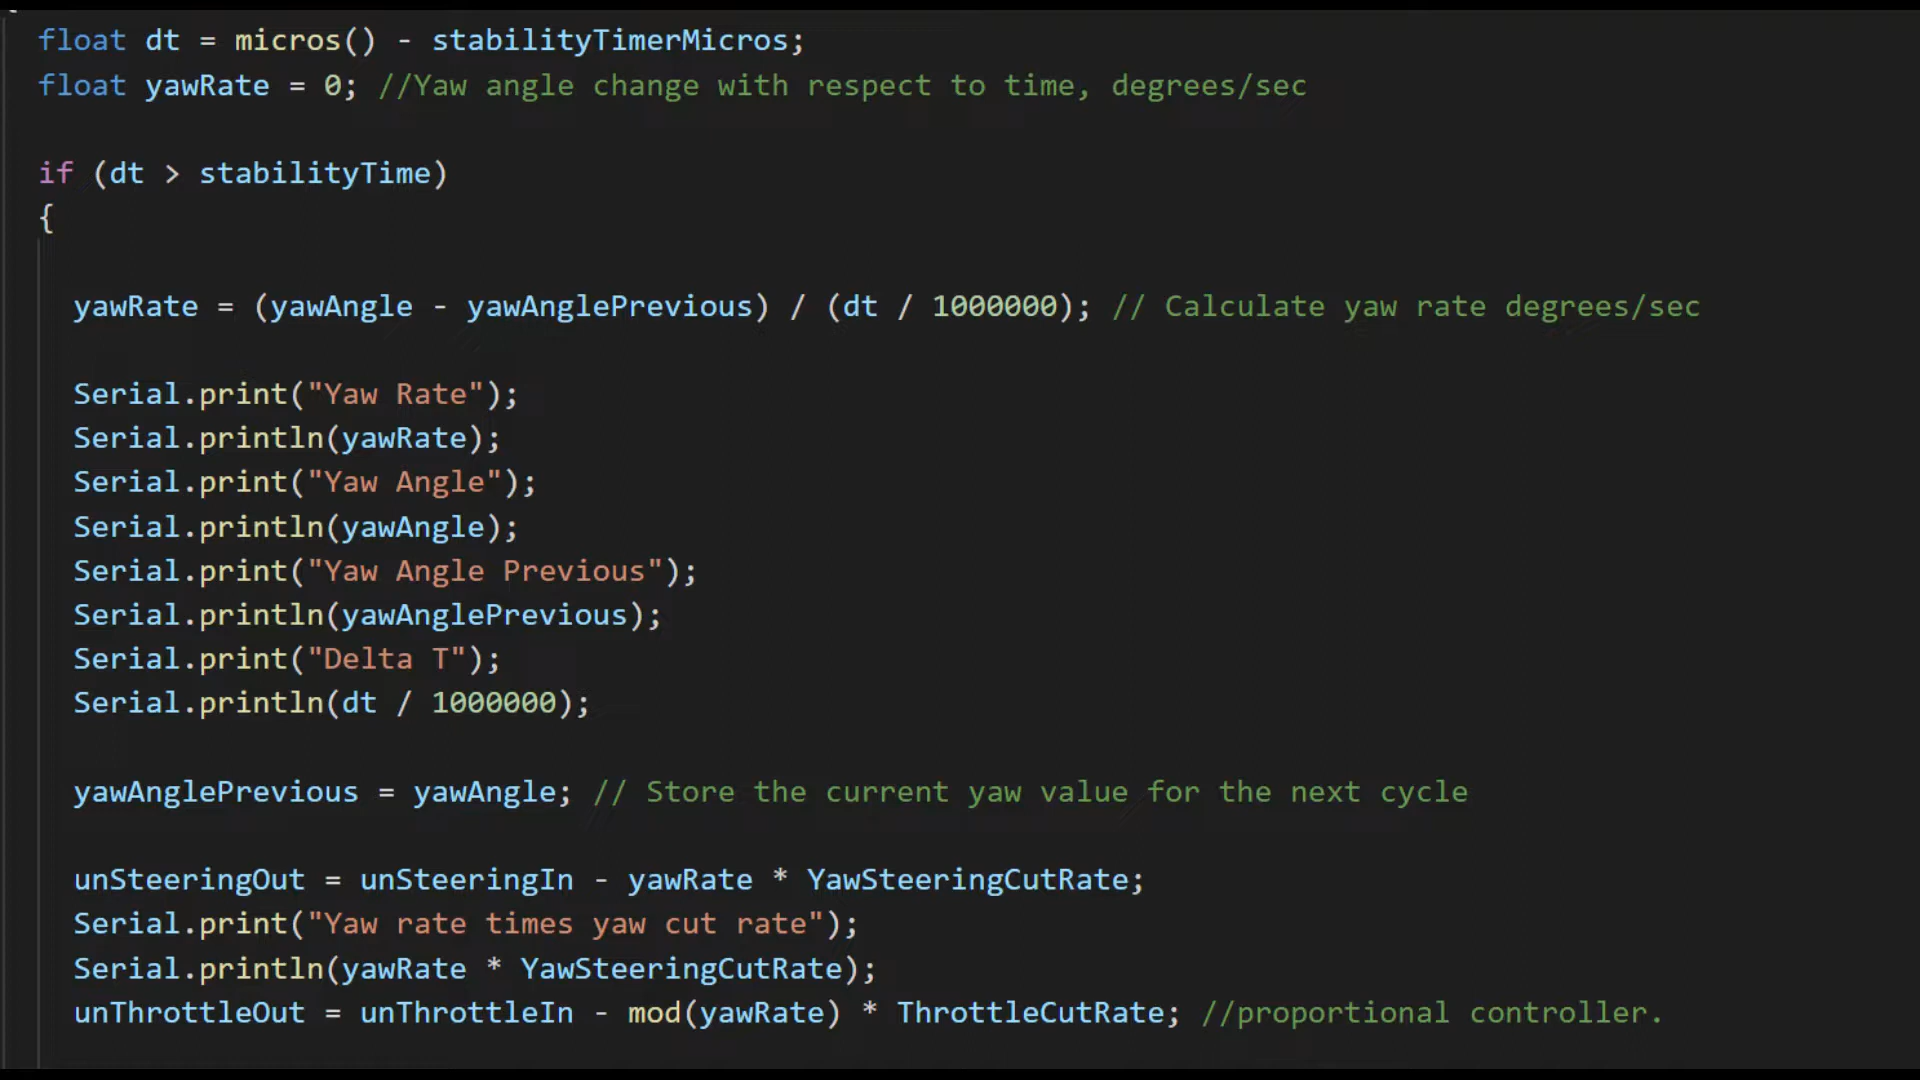 float dt = micros() - stabilityTimerMicros;
float yawRate = 0; //Yaw angle change with respect to time, degrees/sec
if (dt > stabilityTime)
{
yawRate = (yawAngle - yawAnglePrevious) / (dt / 1000000); // Calculate yaw rate degrees/sec
Serial.print("Yaw Rate");
Serial.println(yawRate);
Serial.print("Yaw Angle");
Serial.println(yawAngle);
Serial.print("Yaw Angle Previous");
Serial.println(yawAnglePrevious);
Serial.print("Delta T");
Serial.println(dt / 1000000);
yawAnglePrevious = yawAngle; // Store the current yaw value for the next cycle
unSteeringOut = unSteeringIn - yawRate * YawSteeringCutRate;
Serial.print("Yaw rate times yaw cut rate");
Serial.println(yawRate * YawSteeringCutRate);
unThrottleOut = unThrottleIn - mod(yawRate) * ThrottleCutRate; //proportional controller.